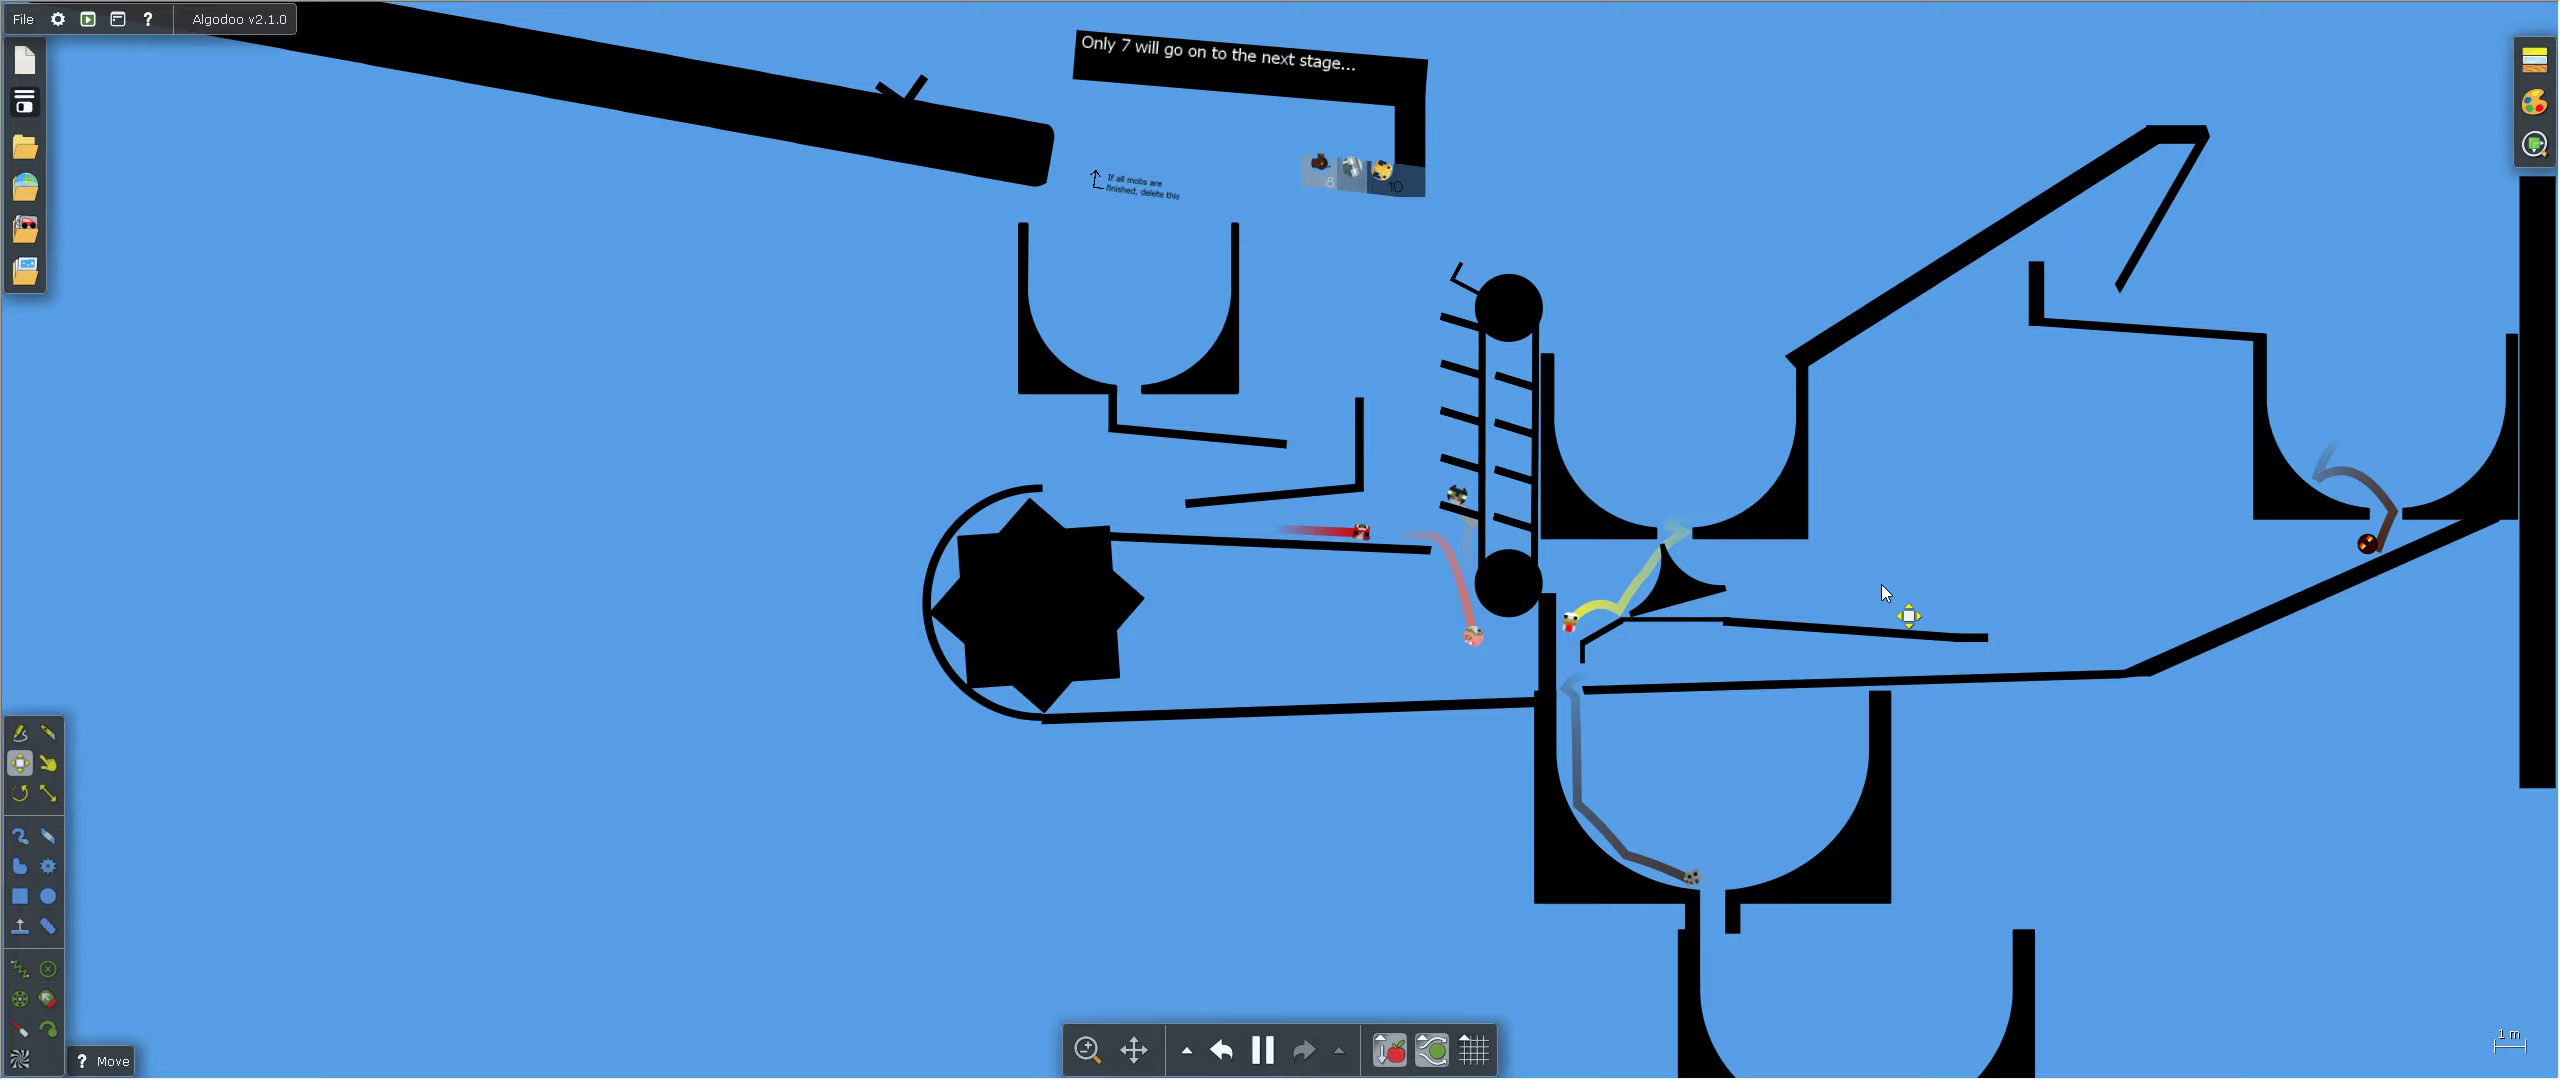 File
?
Algodoo v2.1.0
Only 7 will go on to the next stage...
If all mobs are
finished, delete this
8
10
? Move
1 m